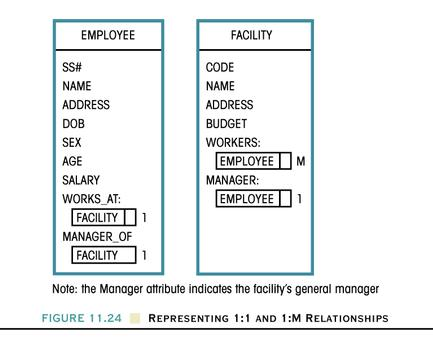 EMPLOYEE
SS#
NAME
ADDRESS
DOB
SEX
AGE
SALARY
WORKS_AT:
FACILITY 1
MANAGER_OF
FACILITY 1
FACILITY
CODE
NAME
ADDRESS
BUDGET
WORKERS:
EMPLOYEE M
MANAGER:
EMPLOYEE 1
Note: the Manager attribute indicates the facility's general manager
FIGURE 11.24 REPRESENTING 1:1 AND 1:M RELATIONSHIPS